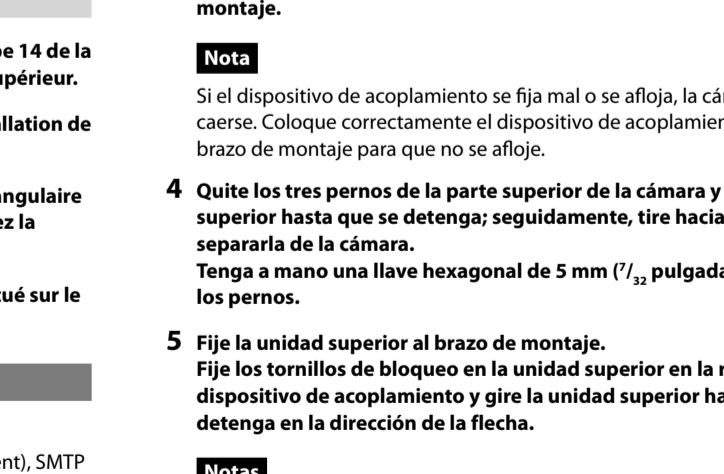 pe 14 de la
upérieur.
allation de
angulaire
ez la
tué sur le
ent), SMTP
montaje.
Nota
Si el dispositivo de acoplamiento se fija mal o se afloja, la cá
caerse. Coloque correctamente el dispositivo de acoplamien
brazo de montaje para que no se afloje.
4 Quite los tres pernos de la parte superior de la cámara y
superior hasta que se detenga; seguidamente, tire hacia
separarla de la cámara.
Tenga a mano una llave hexagonal de 5 mm (7/32 pulgada
los pernos.
5 Fije la unidad superior al brazo de montaje.
Fije los tornillos de bloqueo en la unidad superior en la
dispositivo de acoplamiento y gire la unidad superior ha
detenga en la dirección de la flecha.
Notas